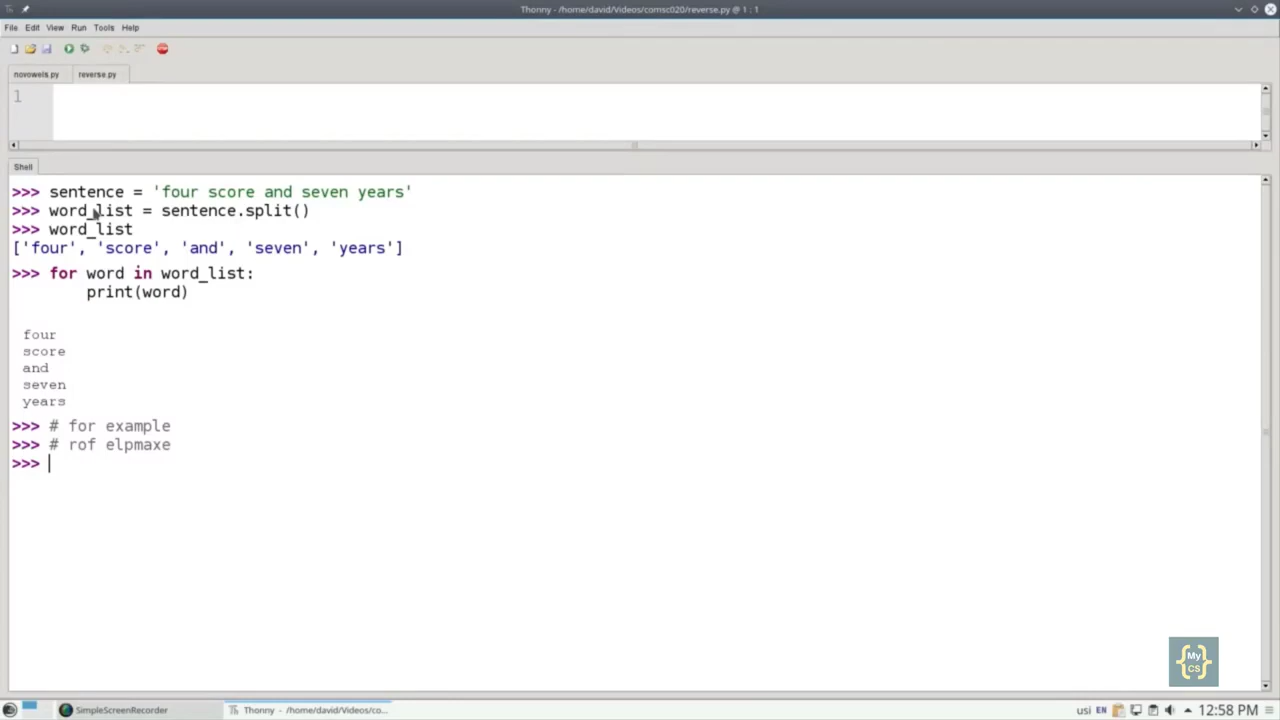 Thonny - /home/david/Videos/comsc020/reverse.py @ 1 : 1
File Edit View Run Tools Help
novowels.py reverse.py
1
Shell
>>> sentence = 'four score and seven years'
>>> word_list = sentence.split()
>>> word_list
['four', 'score', 'and', 'seven', 'years']
>>> for word in word_list:
print(word)
four
score
and
seven
years
>>> # for example
>>> # rof elpmaxe
>>>
{My CS}
SimpleScreenRecorder Thonny - /home/david/Videos/co... usi EN 12:58 PM